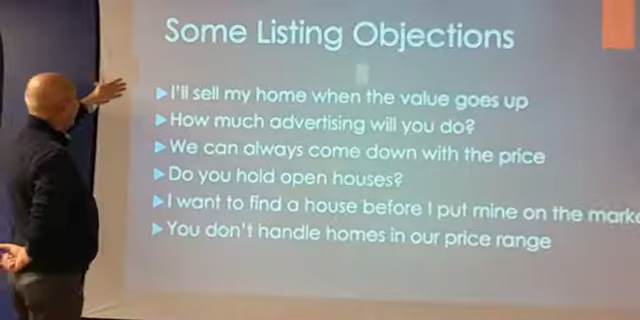 Some Listing Objections
I'll sell my home when the value goes up
How much advertising will you do?
We can always come down with the price
Do you hold open houses?
I want to find a house before I put mine on the
You don't handle homes in our price range